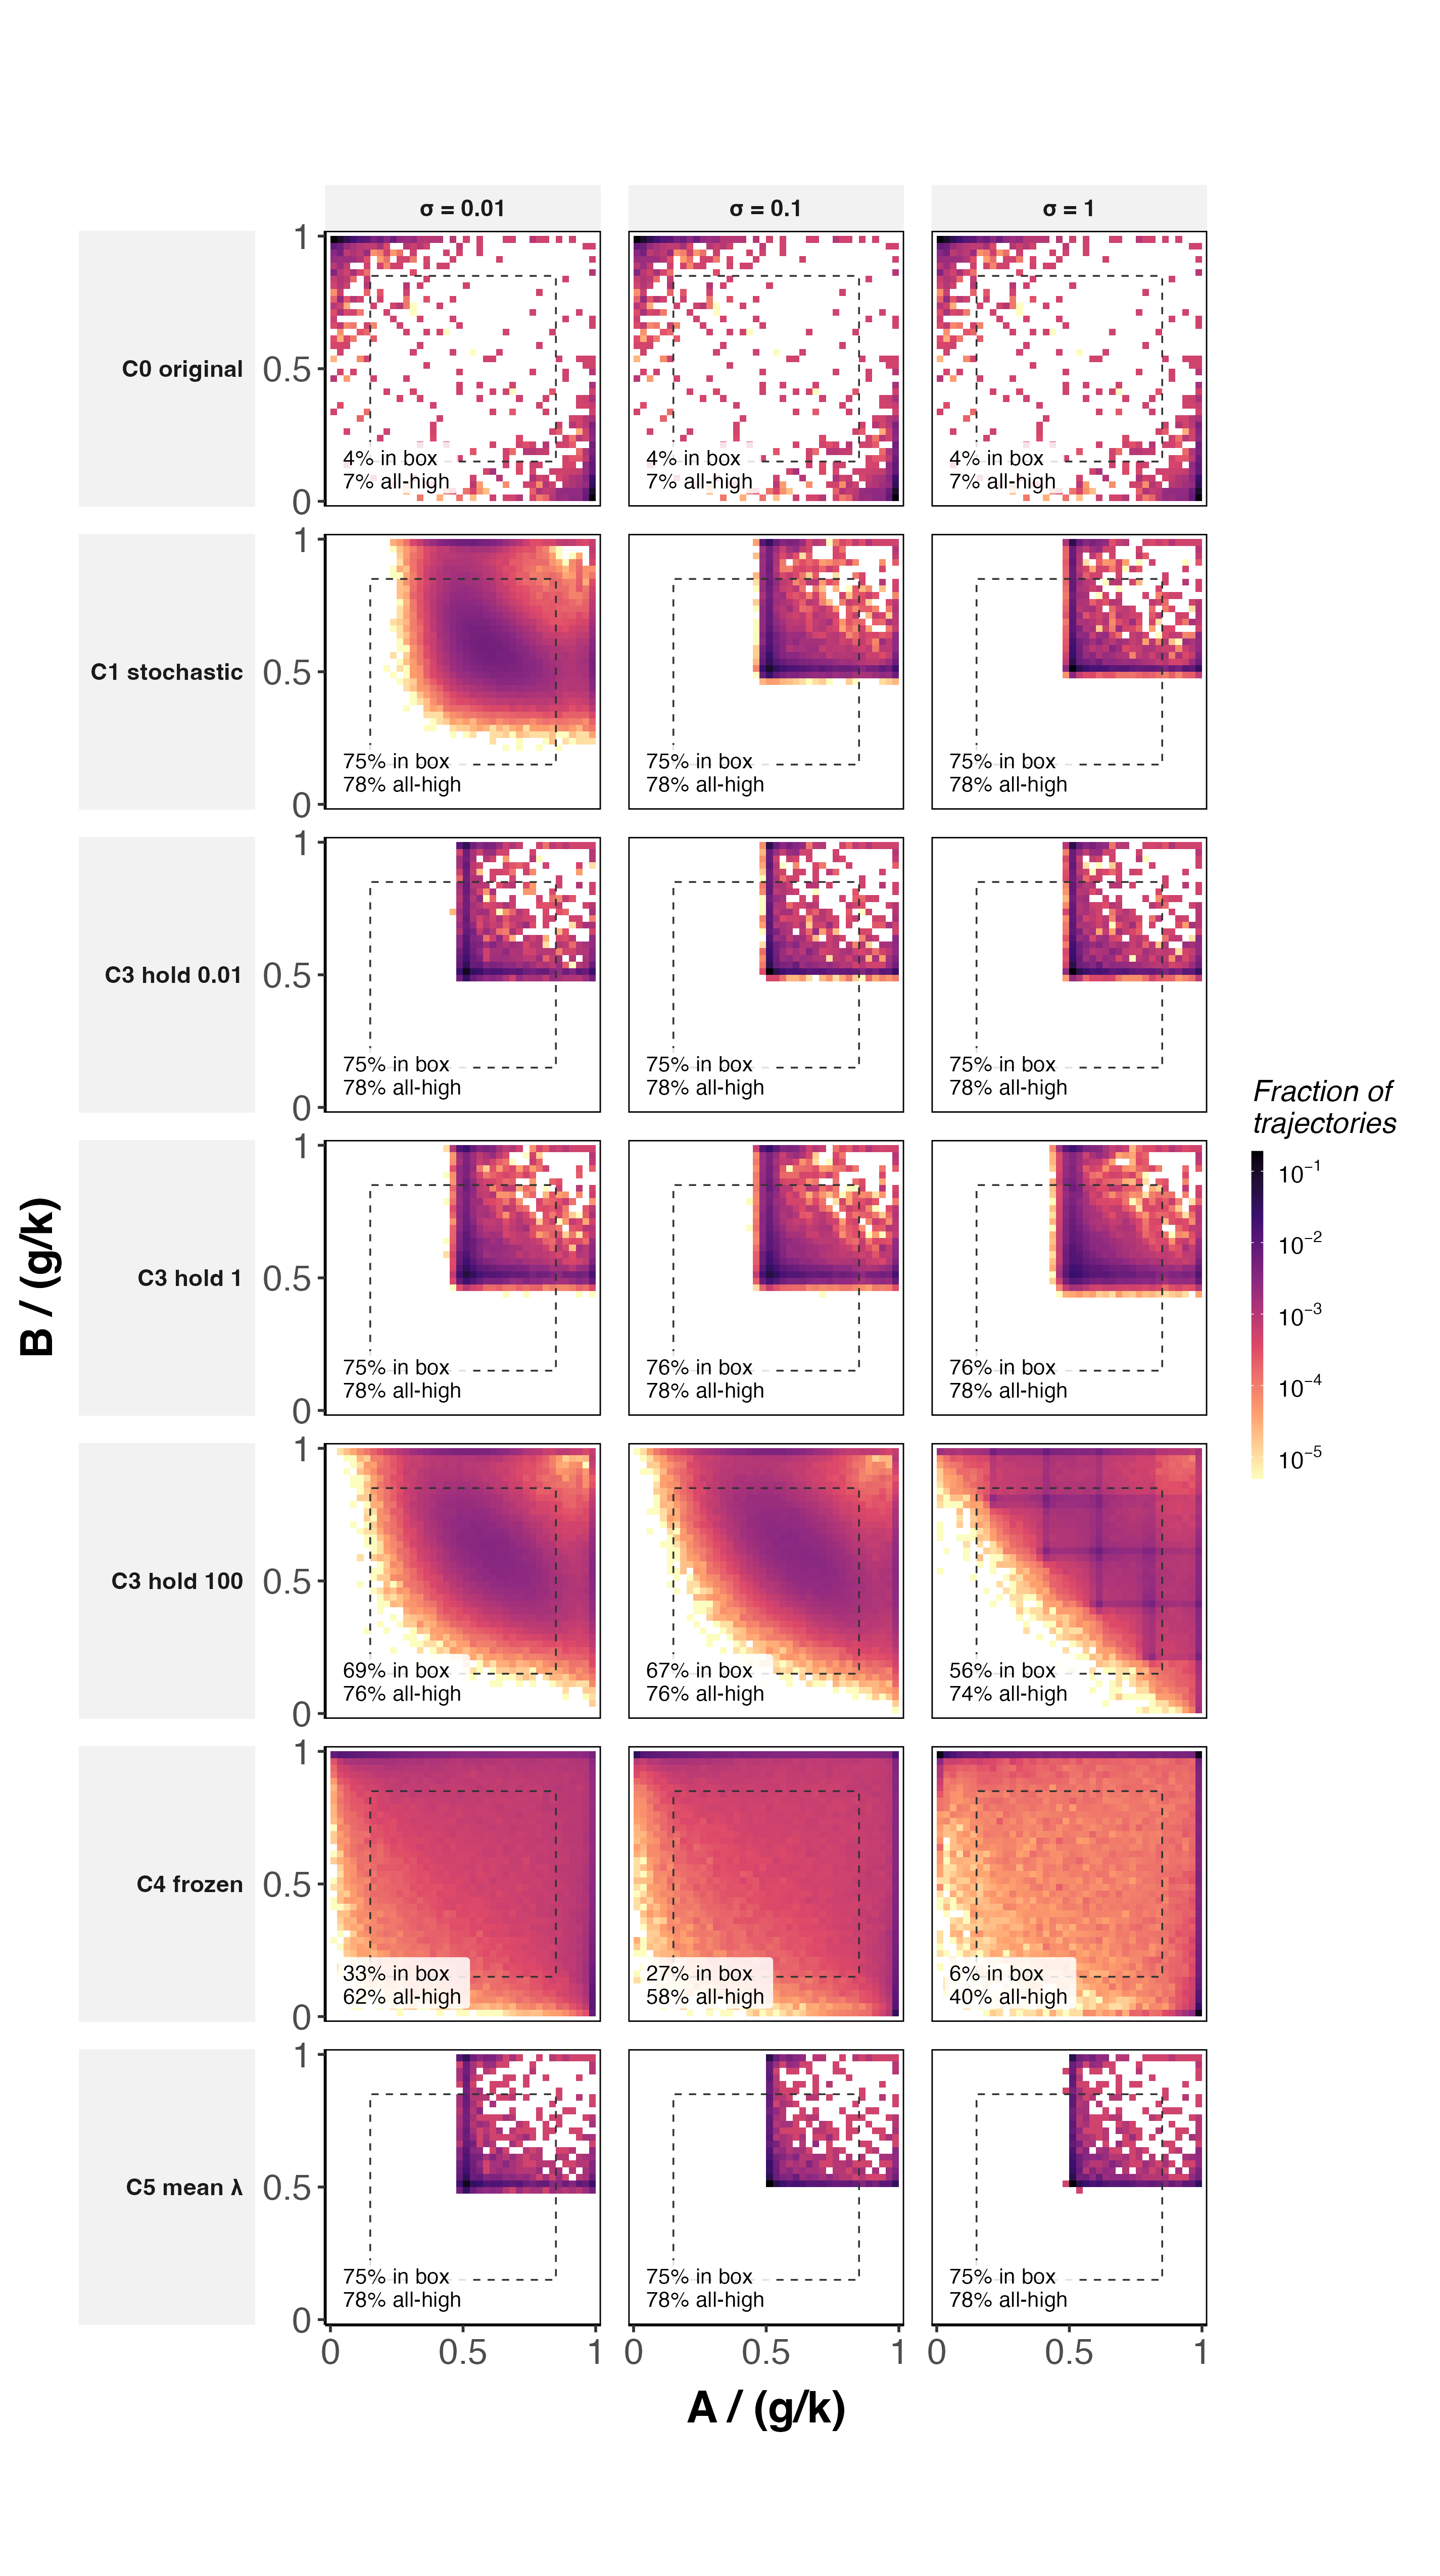 σ = 0.01
σ = 0.1
σ = 1
C0 original
1
0.5
0
4% in box
7% all-high
4% in box
7% all-high
4% in box
7% all-high
C1 stochastic
1
0.5
0
75% in box
78% all-high
75% in box
78% all-high
75% in box
78% all-high
C3 hold 0.01
1
0.5
0
75% in box
78% all-high
75% in box
78% all-high
75% in box
78% all-high
C3 hold 1
1
0.5
0
75% in box
78% all-high
76% in box
78% all-high
76% in box
78% all-high
C3 hold 100
1
0.5
0
69% in box
76% all-high
67% in box
76% all-high
56% in box
74% all-high
C4 frozen
1
0.5
0
33% in box
62% all-high
27% in box
58% all-high
6% in box
40% all-high
C5 mean λ
1
0.5
0
75% in box
78% all-high
75% in box
78% all-high
75% in box
78% all-high
0 0.5 1
0 0.5 1
0 0.5 1
A / (g/k)
B / (g/k)
Fraction of
trajectories
10⁻¹
10⁻²
10⁻³
10⁻⁴
10⁻⁵